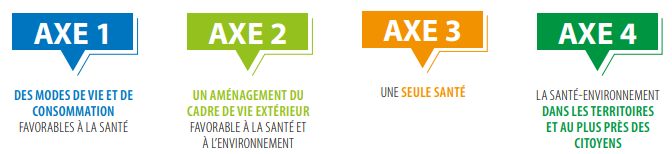 AXE 1
DES MODES DE VIE ET DE
CONSOMMATION
FAVORABLES À LA SANTÉ
AXE 2
UN AMÉNAGEMENT DU
CADRE DE VIE EXTÉRIEUR
FAVORABLE À LA SANTÉ ET
À L'ENVIRONNEMENT
AXE 3
UNE SEULE SANTÉ
AXE 4
LA SANTÉ-ENVIRONNEMENT
DANS LES TERRITOIRES
ET AU PLUS PRÈS DES
CITOYENS